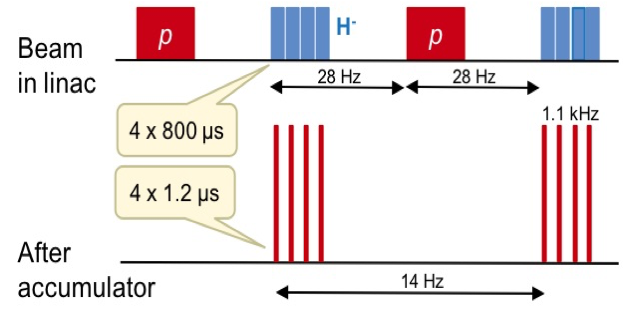 p
H-
p
Beam
in linac
28 Hz
28 Hz
4 x 800 µs
1.1 kHz
4 x 1.2 µs
After
accumulator
14 Hz